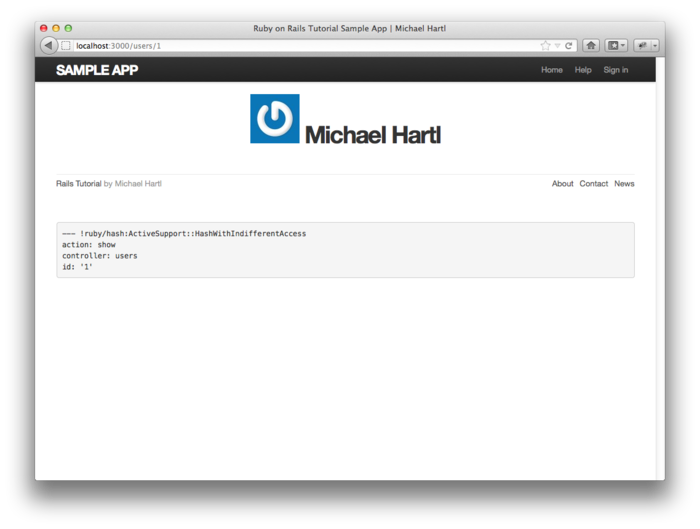 Ruby on Rails Tutorial Sample App | Michael Hartl
localhost:3000/users/1
SAMPLE APP Home Help Sign in
Michael Hartl
Rails Tutorial by Michael Hartl About Contact News
--- !ruby/hash:ActiveSupport::HashWithIndifferentAccess
action: show
controller: users
id: '1'